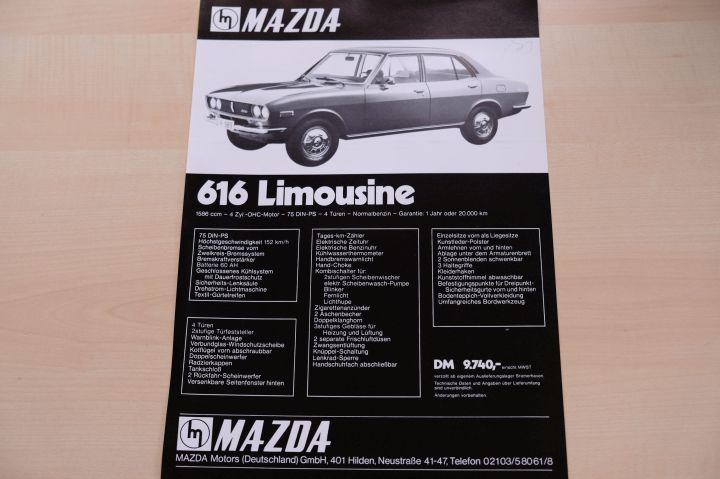 m MAZDA
616 Limousine
1586 ccm – 4 Zyl.-OHC-Motor – 75 DIN-PS – 4 Türen – Normalbenzin – Garantie: 1 Jahr oder 20.000 km
75 DIN-PS
Höchstgeschwindigkeit 152 km/h
Scheibenbremse vorn
Zweikreis-Bremssystem
Bremskraftverstärker
Batterie 60 AH
Geschlossenes Kühlsystem
mit Dauerfrostschutz
Sicherheits-Lenksäule
Drehstrom-Lichtmaschine
Textil-Gürtelreifen
4 Türen
2stufige Türfeststeller
Warnblink-Anlage
Verbundglas-Windschutzscheibe
Kotflügel vorn abschraubbar
Doppelscheinwerfer
Radzierkappen
Tankschloß
2 Rückfahr-Scheinwerfer
Versenkbare Seitenfenster hinten
Tages-km-Zähler
Elektrische Zeituhr
Elektrische Benzinuhr
Kühlwasserthermometer
Handbremswarnlicht
Hand-Choke
Kombischalter für:
2stufigen Scheibenwischer
elektr Scheibenwasch-Pumpe
Blinker
Fernlicht
Lichthupe
Zigarettenanzünder
2 Aschenbecher
Doppelklanghorn
3stufiges Gebläse für
Heizung und Lüftung
2 separate Frischluftdüsen
Zwangsentlüftung
Knüppel-Schaltung
Lenkrad-Sperre
Handschuhfach abschließbar
Einzelsitze vorn als Liegesitze
Kunstleder-Polster
Armlehnen vorn und hinten
Ablage unter dem Armaturenbrett
2 Sonnenblenden schwenkbar
3 Haltegriffe
Kleiderhaken
Kunststoffhimmel abwaschbar
Befestigungspunkte für Dreipunkt-
Sicherheitsgurte vorn und hinten
Bodenteppich-Vollverkleidung
Umfangreiches Bordwerkzeug
DM 9.740,- einschl MWST
verzollt ab eigenem Auslieferungslager Bremerhaven.
Technische Daten und Angaben über Lieferumfang
sind unverbindlich.
Änderungen vorbehalten
m MAZDA
MAZDA Motors (Deutschland) GmbH, 401 Hilden, Neustraße 41-47, Telefon 02103/58061/8